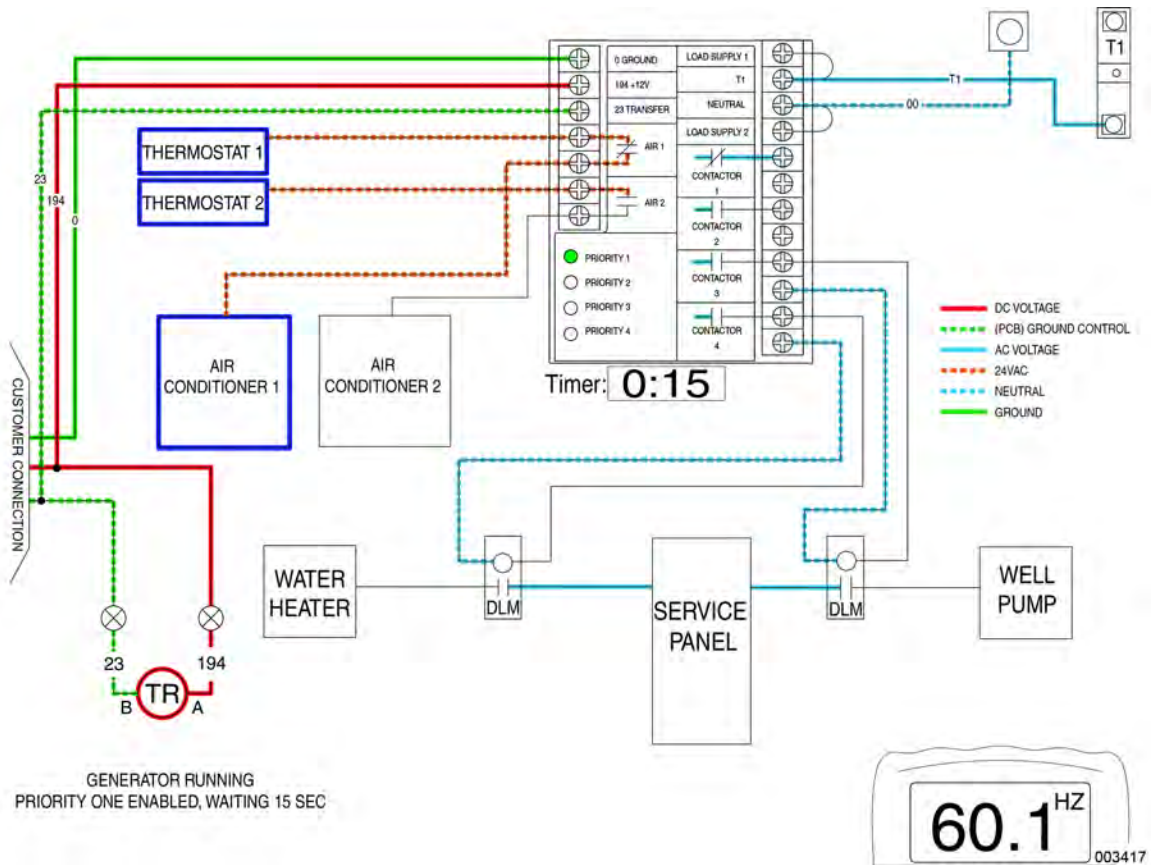 0 GROUND
194 +12V
23 TRANSFER
AIR 1
AIR 2
LOAD SUPPLY 1
T1
NEUTRAL
LOAD SUPPLY 2
CONTACTOR
1
CONTACTOR
2
CONTACTOR
3
CONTACTOR
4
PRIORITY 1
PRIORITY 2
PRIORITY 3
PRIORITY 4
Timer: 0:15
T1
00
T1
THERMOSTAT 1
THERMOSTAT 2
23
194
0
AIR
CONDITIONER 1
AIR
CONDITIONER 2
DC VOLTAGE
(PCB) GROUND CONTROL
AC VOLTAGE
24VAC
NEUTRAL
GROUND
CUSTOMER CONNECTION
WATER
HEATER
DLM
SERVICE
PANEL
DLM
WELL
PUMP
23
194
B
TR
A
GENERATOR RUNNING
PRIORITY ONE ENABLED, WAITING 15 SEC
60.1 HZ
003417